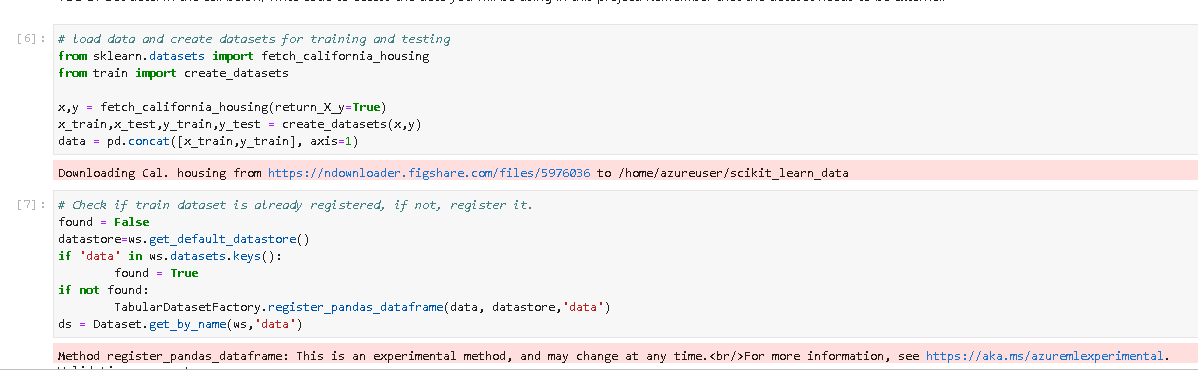 [6]: # load data and create datasets for training and testing
from sklearn.datasets import fetch_california_housing
from train import create_datasets
x,y = fetch_california_housing(return_X_y=True)
x_train,x_test,y_train,y_test = create_datasets(x,y)
data = pd.concat([x_train,y_train], axis=1)
Downloading Cal. housing from https://ndownloader.figshare.com/files/5976036 to /home/azureuser/scikit_learn_data
[7]: # Check if train dataset is already registered, if not, register it.
found = False
datastore=ws.get_default_datastore()
if 'data' in ws.datasets.keys():
found = True
if not found:
TabularDatasetFactory.register_pandas_dataframe(data, datastore,'data')
ds = Dataset.get_by_name(ws,'data')
Method register_pandas_dataframe: This is an experimental method, and may change at any time.<br/>For more information, see https://aka.ms/azuremlexperimental.